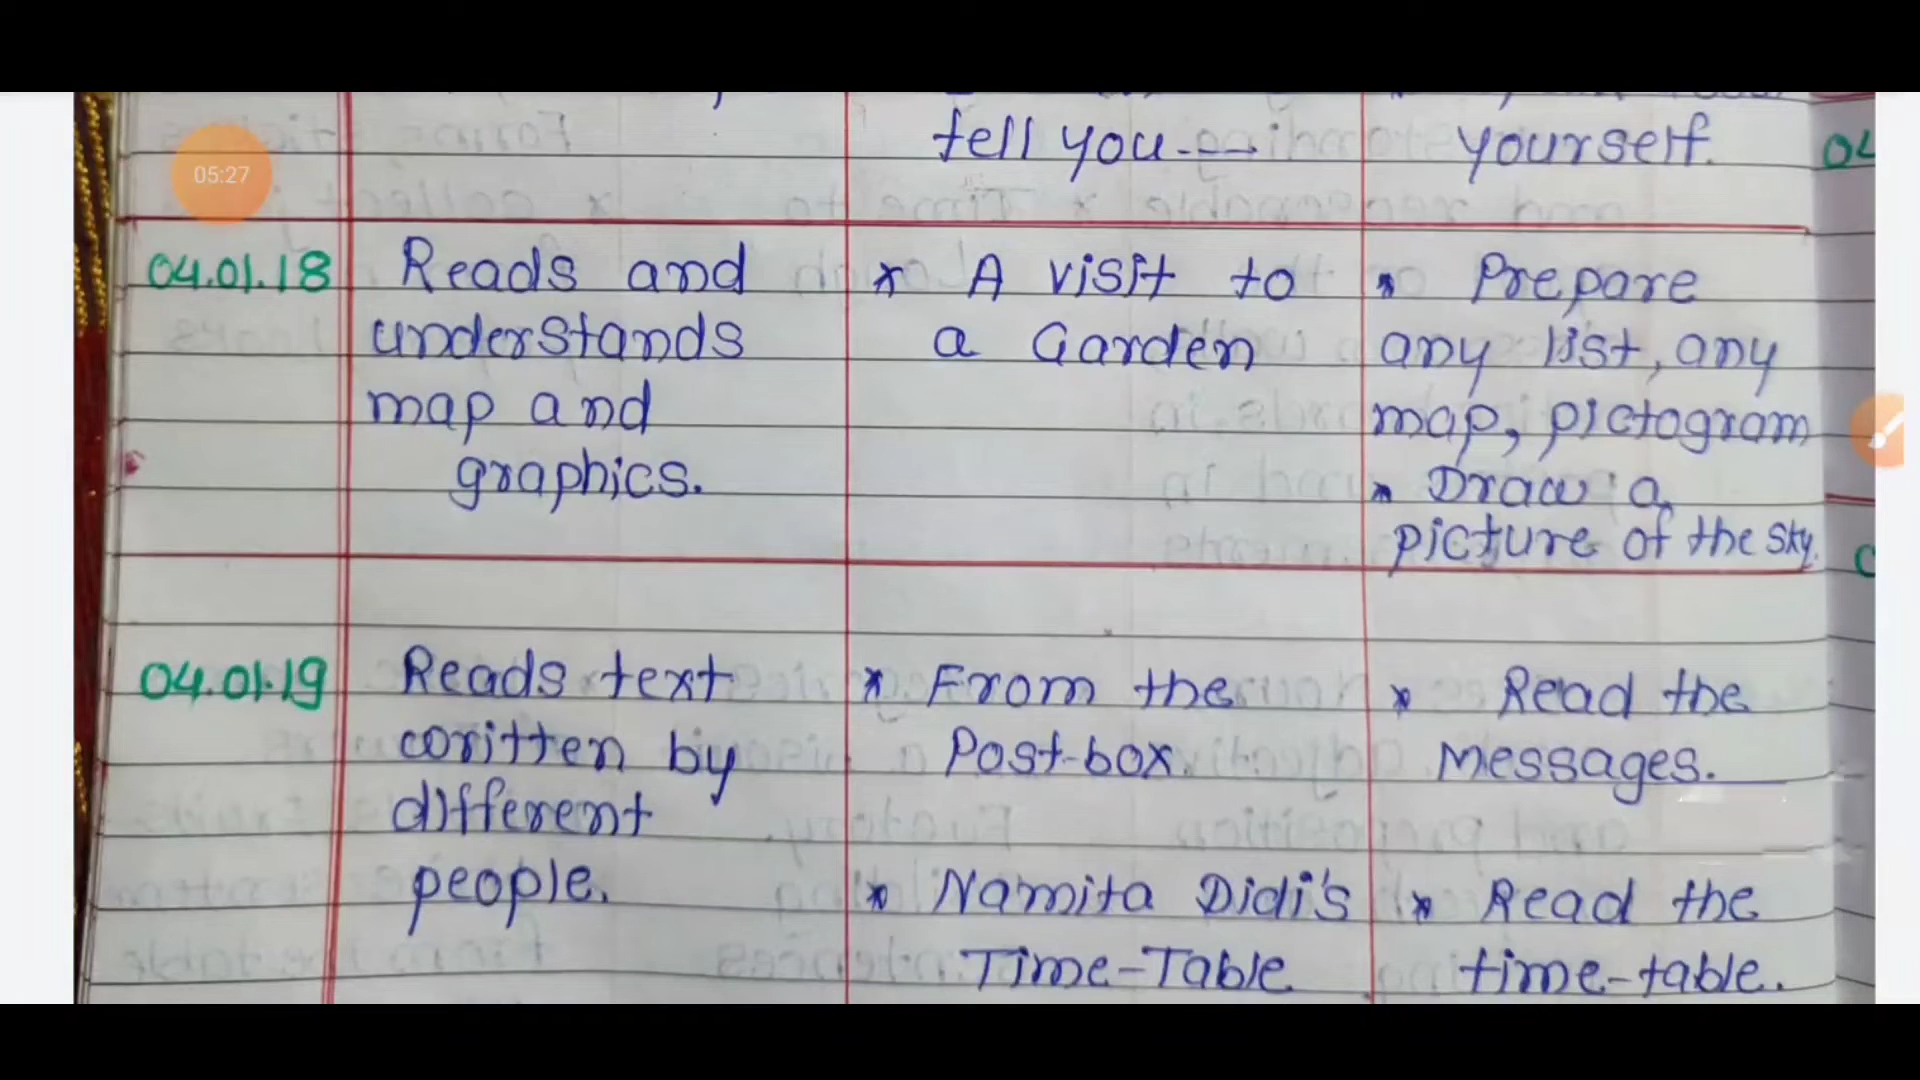 05:27
tell you.---
yourself.
04
04.01.18
Reads and
understands
map and
graphics.
* A visit to
a Garden
* Prepare
any list, any
map, pictogram
* Draw a
picture of the sky.
04.01.19
Reads text
written by
different
people.
* From the
Post-box.
* Namita Didi's
Time-Table
* Read the
Messages.
* Read the
time-table.